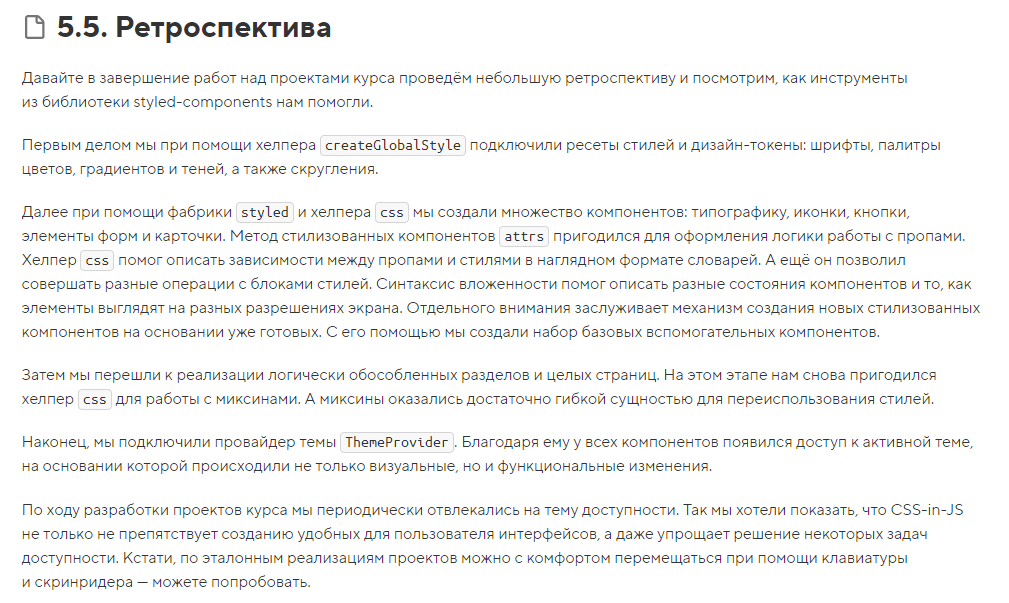 5.5. Ретроспектива
Давайте в завершение работ над проектами курса проведём небольшую ретроспективу и посмотрим, как инструменты
из библиотеки styled-components нам помогли.
Первым делом мы при помощи хелпера createGlobalStyle подключили ресеты стилей и дизайн-токены: шрифты, палитры
цветов, градиентов и теней, а также скругления.
Далее при помощи фабрики styled и хелпера css мы создали множество компонентов: типографику, иконки, кнопки,
элементы форм и карточки. Метод стилизованных компонентов attrs пригодился для оформления логики работы с пропами.
Хелпер css помог описать зависимости между пропами и стилями в наглядном формате словарей. А ещё он позволил
совершать разные операции с блоками стилей. Синтаксис вложенности помог описать разные состояния компонентов и то, как
элементы выглядят на разных разрешениях экрана. Отдельного внимания заслуживает механизм создания новых стилизованных
компонентов на основании уже готовых. С его помощью мы создали набор базовых вспомогательных компонентов.
Затем мы перешли к реализации логически обособленных разделов и целых страниц. На этом этапе нам снова пригодился
хелпер css для работы с миксинами. А миксины оказались достаточно гибкой сущностью для переиспользования стилей.
Наконец, мы подключили провайдер темы ThemeProvider. Благодаря ему у всех компонентов появился доступ к активной теме,
на основании которой происходили не только визуальные, но и функциональные изменения.
По ходу разработки проектов курса мы периодически отвлекались на тему доступности. Так мы хотели показать, что CSS-in-JS
не только не препятствует созданию удобных для пользователя интерфейсов, а даже упрощает решение некоторых задач
доступности. Кстати, по эталонным реализациям проектов можно с комфортом перемещаться при помощи клавиатуры
и скринридера — можете попробовать.